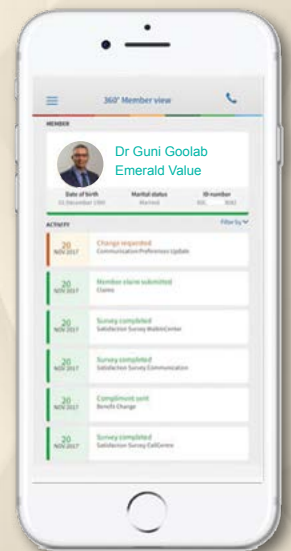 360° Member view
MEMBER
Dr Guni Goolab
Emerald Value
Date of birth Marital status ID number
Married
ACTIVITY Filter by
20 Change requested
NOV 2017 Communication Preferences Update
20 Member claim submitted
NOV 2017 Claims
20 Survey completed
NOV 2017 Satisfaction Survey WalkinCenter
20 Survey completed
NOV 2017 Satisfaction Survey Communication
20 Compliment sent
NOV 2017 Benefit Change
20 Survey completed
NOV 2017 Satisfaction Survey CallCentre